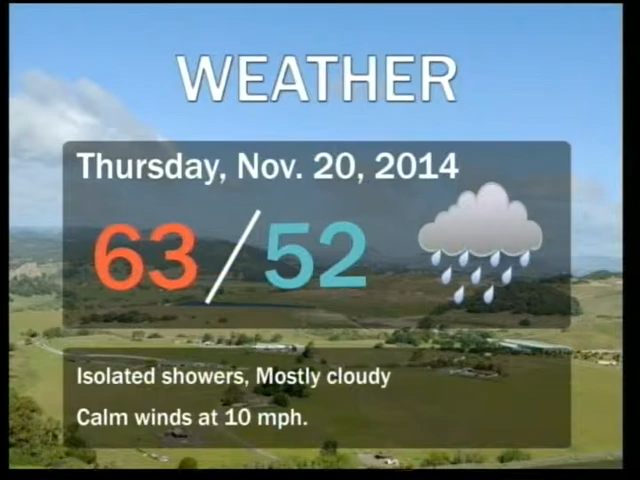 WEATHER
Thursday, Nov. 20, 2014
63/52
Isolated showers, Mostly cloudy
Calm winds at 10 mph.